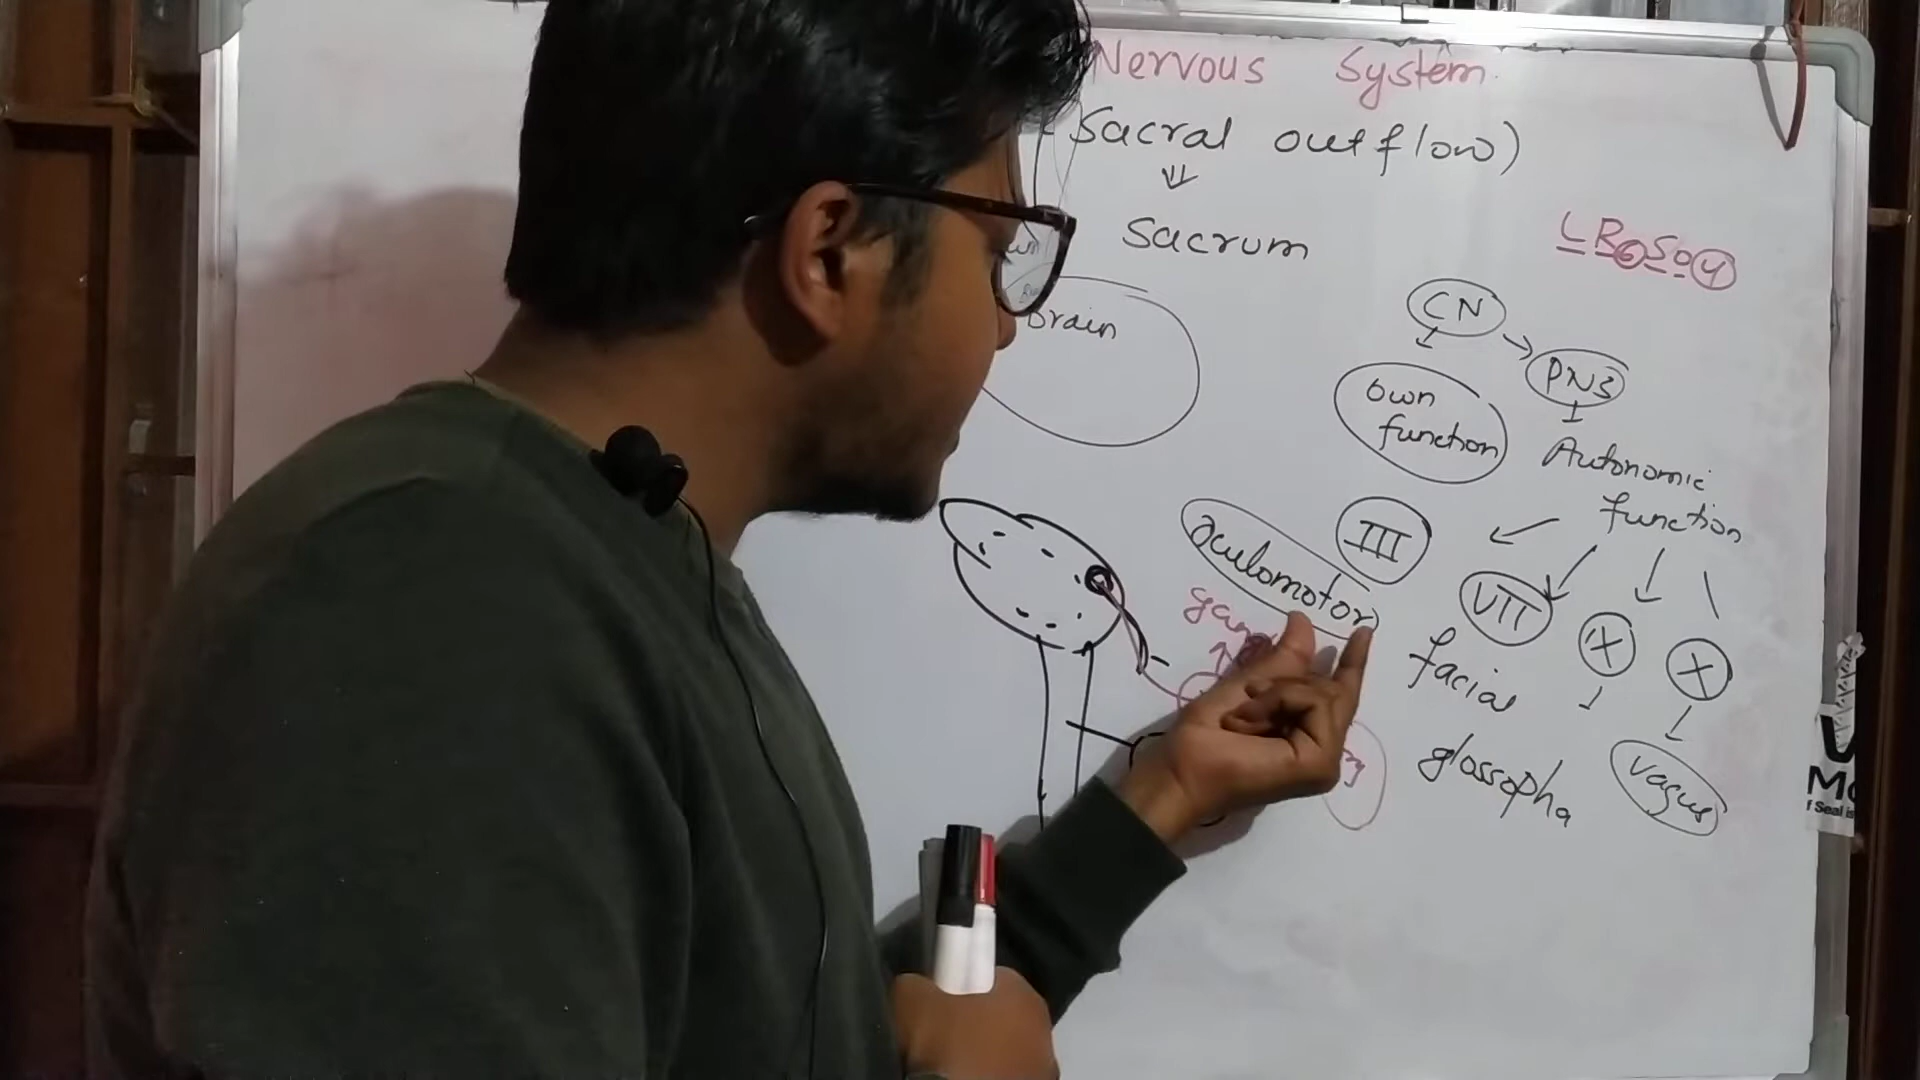 Nervous System.
Sacral outflow)
Sacrum
LB6S04
CN
Brain
PNS
Own
function
Autonomic
function
III
oculomotor
VII
IX
X
facial
glossopha
Vagus